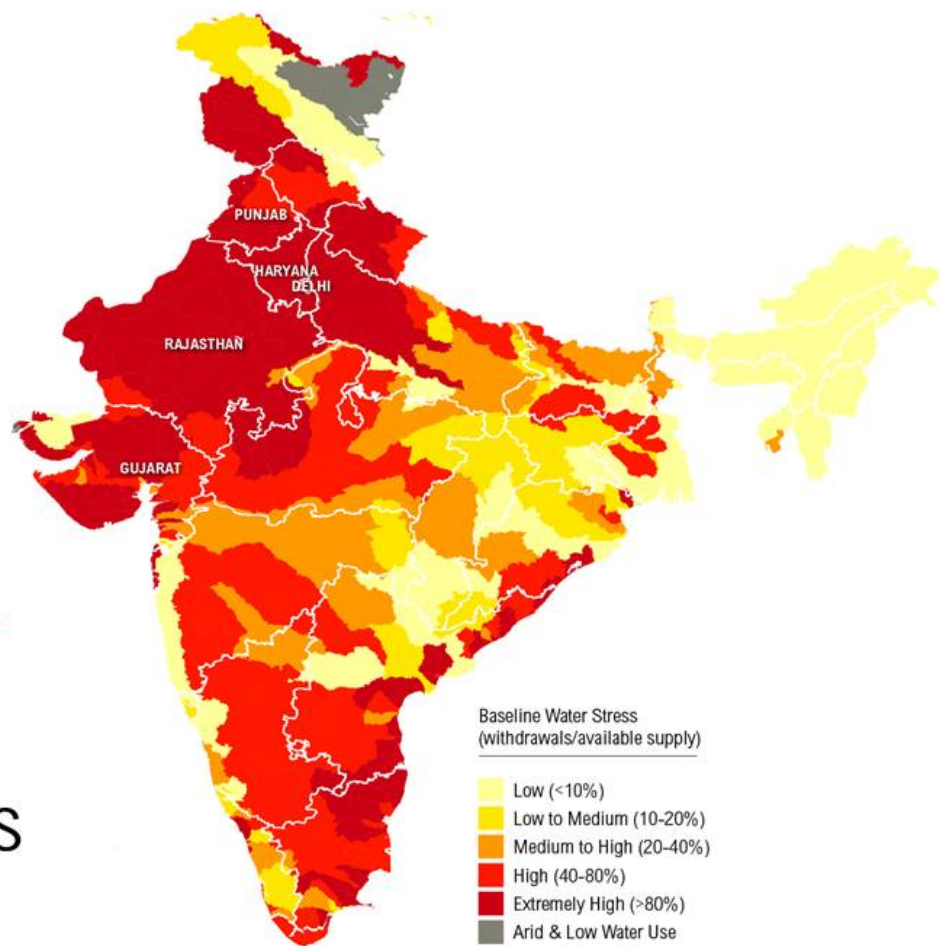 PUNJAB
HARYANA
DELHI
RAJASTHAN
GUJARAT
S
Baseline Water Stress
(withdrawals/available supply)
Low (<10%)
Low to Medium (10-20%)
Medium to High (20-40%)
High (40-80%)
Extremely High (>80%)
Arid & Low Water Use